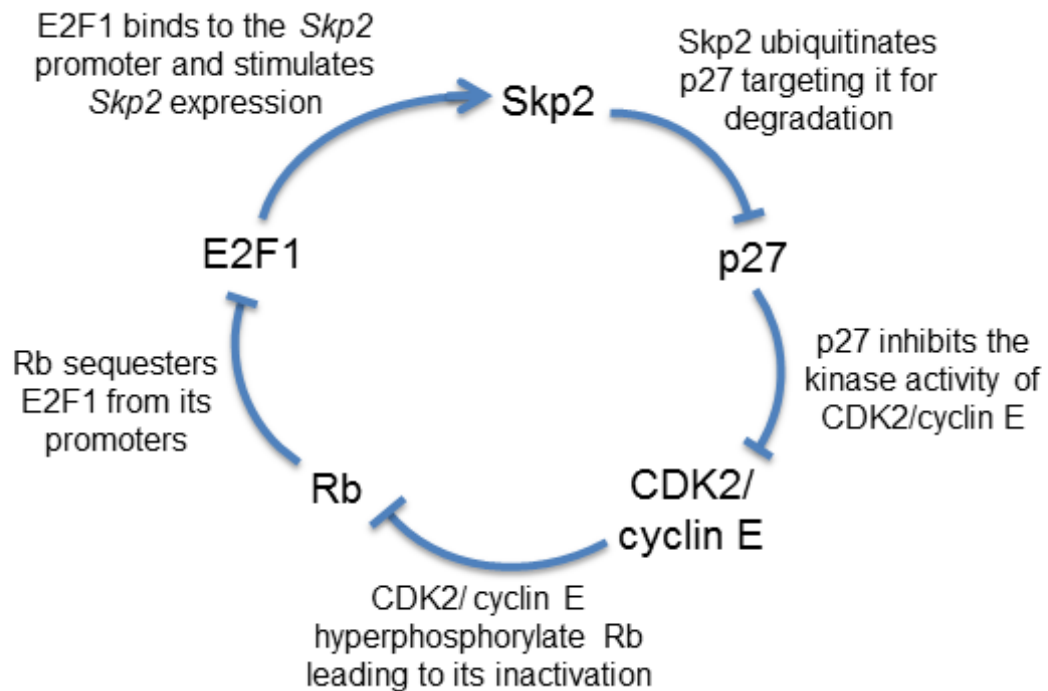 E2F1 binds to the Skp2
promoter and stimulates
Skp2 expression
Skp2
Skp2 ubiquitinates
p27 targeting it for
degradation
p27
p27 inhibits the
kinase activity of
CDK2/cyclin E
CDK2/
cyclin E
CDK2/ cyclin E
hyperphosphorylate Rb
leading to its inactivation
Rb
Rb sequesters
E2F1 from its
promoters
E2F1